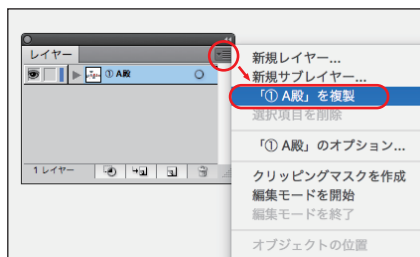 レイヤー
① A殿
1 レイヤー
新規レイヤー...
新規サブレイヤー...
「① A殿」を複製
選択項目を削除
「① A殿」のオプション...
クリッピングマスクを作成
編集モードを開始
編集モードを終了
オブジェクトの位置